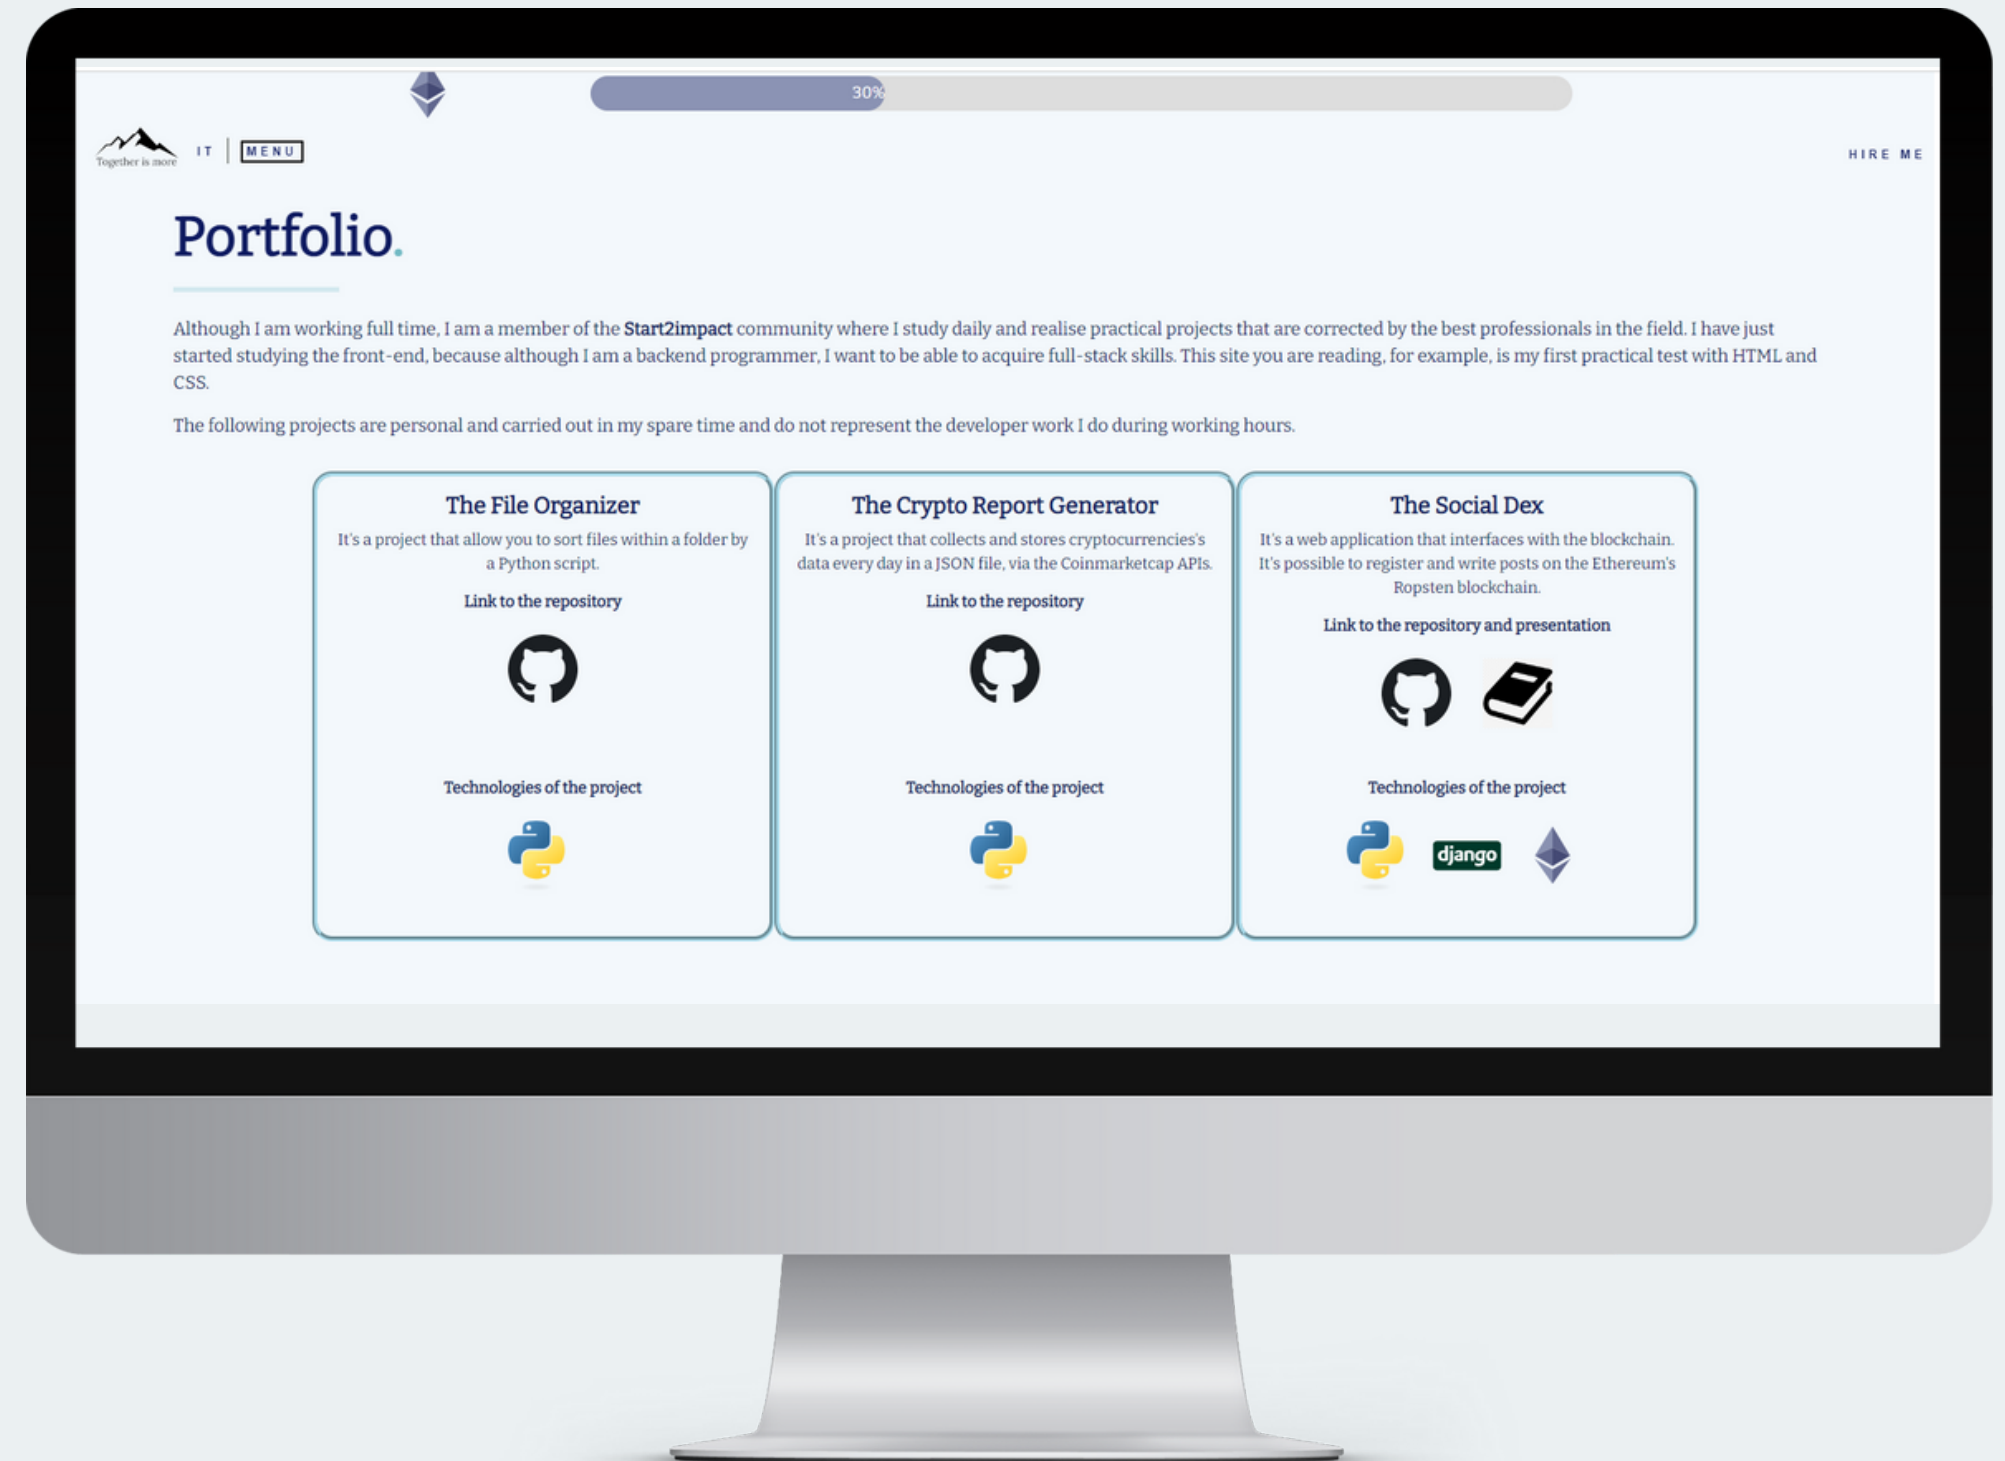 30%
Together is more
IT
MENU
HIRE ME
Portfolio.
Although I am working full time, I am a member of the Start2impact community where I study daily and realise practical projects that are corrected by the best professionals in the field. I have just
started studying the front-end, because although I am a backend programmer, I want to be able to acquire full-stack skills. This site you are reading, for example, is my first practical test with HTML and
CSS.
The following projects are personal and carried out in my spare time and do not represent the developer work I do during working hours.
The File Organizer
It's a project that allow you to sort files within a folder by
a Python script.
Link to the repository
Technologies of the project
The Crypto Report Generator
It's a project that collects and stores cryptocurrencies's
data every day in a JSON file, via the Coinmarketcap APIs.
Link to the repository
Technologies of the project
The Social Dex
It's a web application that interfaces with the blockchain.
It's possible to register and write posts on the Ethereum's
Ropsten blockchain.
Link to the repository and presentation
Technologies of the project
django